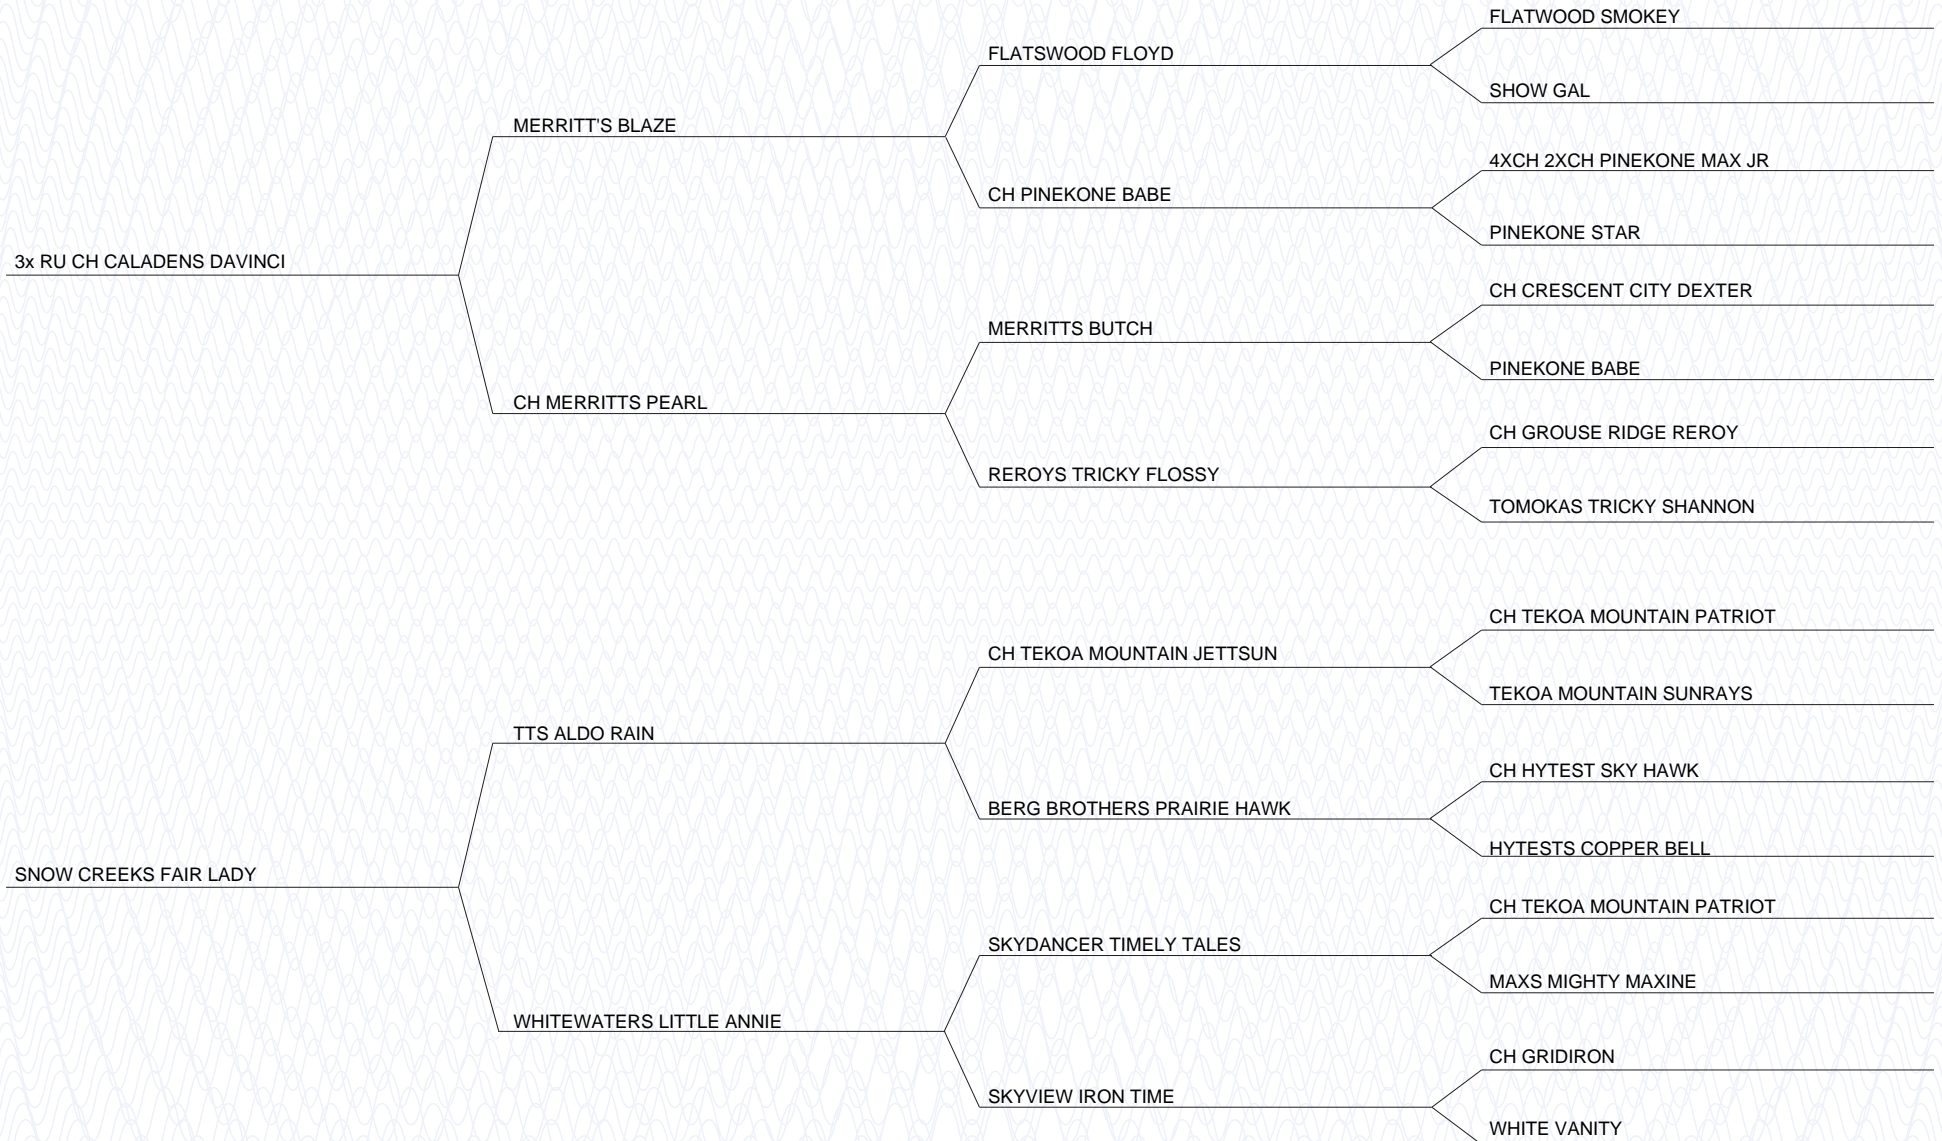 FLATWOOD SMOKEY
FLATSWOOD FLOYD
SHOW GAL
MERRITT'S BLAZE
4XCH 2XCH PINEKONE MAX JR
CH PINEKONE BABE
PINEKONE STAR
3x RU CH CALADENS DAVINCI
CH CRESCENT CITY DEXTER
MERRITTS BUTCH
PINEKONE BABE
CH MERRITTS PEARL
CH GROUSE RIDGE REROY
REROYS TRICKY FLOSSY
TOMOKAS TRICKY SHANNON
CH TEKOA MOUNTAIN PATRIOT
CH TEKOA MOUNTAIN JETTSUN
TEKOA MOUNTAIN SUNRAYS
TTS ALDO RAIN
CH HYTEST SKY HAWK
BERG BROTHERS PRAIRIE HAWK
HYTESTS COPPER BELL
SNOW CREEKS FAIR LADY
CH TEKOA MOUNTAIN PATRIOT
SKYDANCER TIMELY TALES
MAXS MIGHTY MAXINE
WHITEWATERS LITTLE ANNIE
CH GRIDIRON
SKYVIEW IRON TIME
WHITE VANITY